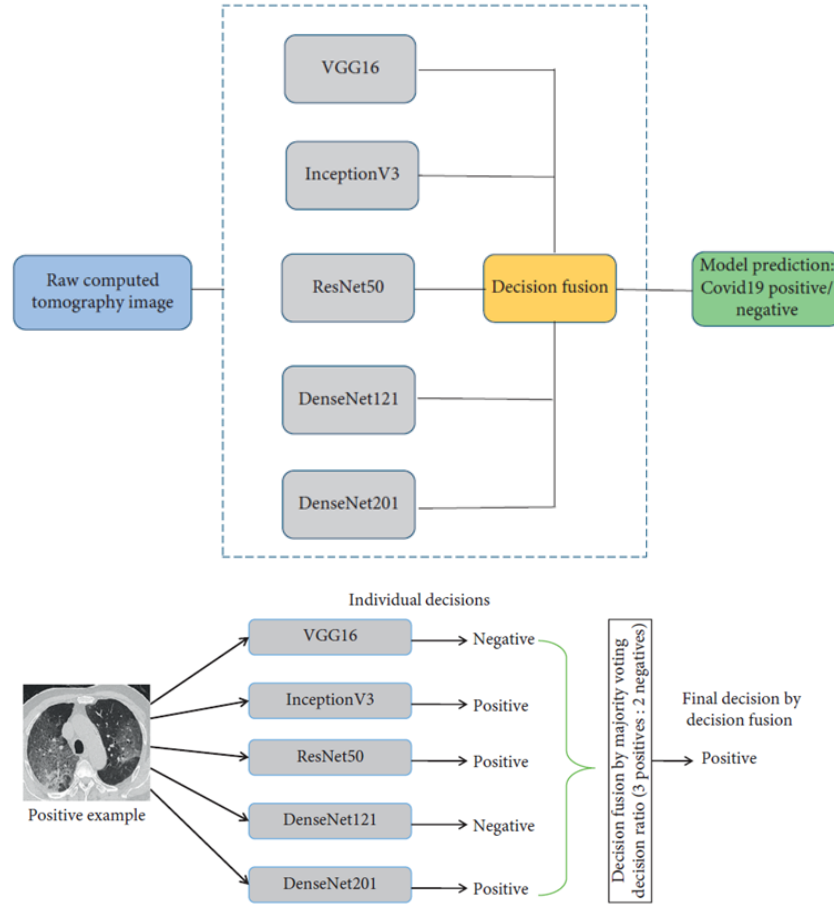 VGG16
InceptionV3
Raw computed
tomography image
ResNet50
Decision fusion
Model prediction:
Covid19 positive/
negative
DenseNet121
DenseNet201
Individual decisions
VGG16
Negative
InceptionV3
Positive
ResNet50
Positive
DenseNet121
Negative
DenseNet201
Positive
Positive example
Decision fusion by majority voting
decision ratio (3 positives : 2 negatives)
Final decision by
decision fusion
Positive